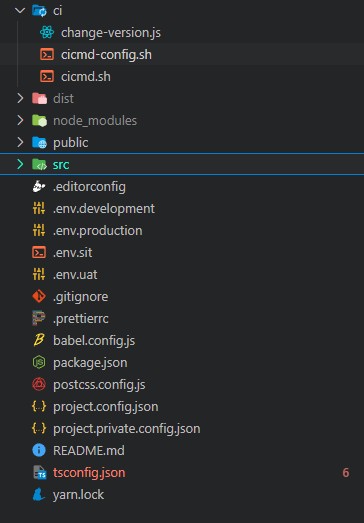 ci
change-version.js
cicmd-config.sh
cicmd.sh
dist
node_modules
public
src
.editorconfig
.env.development
.env.production
.env.sit
.env.uat
.gitignore
.prettierrc
babel.config.js
package.json
postcss.config.js
project.config.json
project.private.config.json
README.md
tsconfig.json 6
yarn.lock